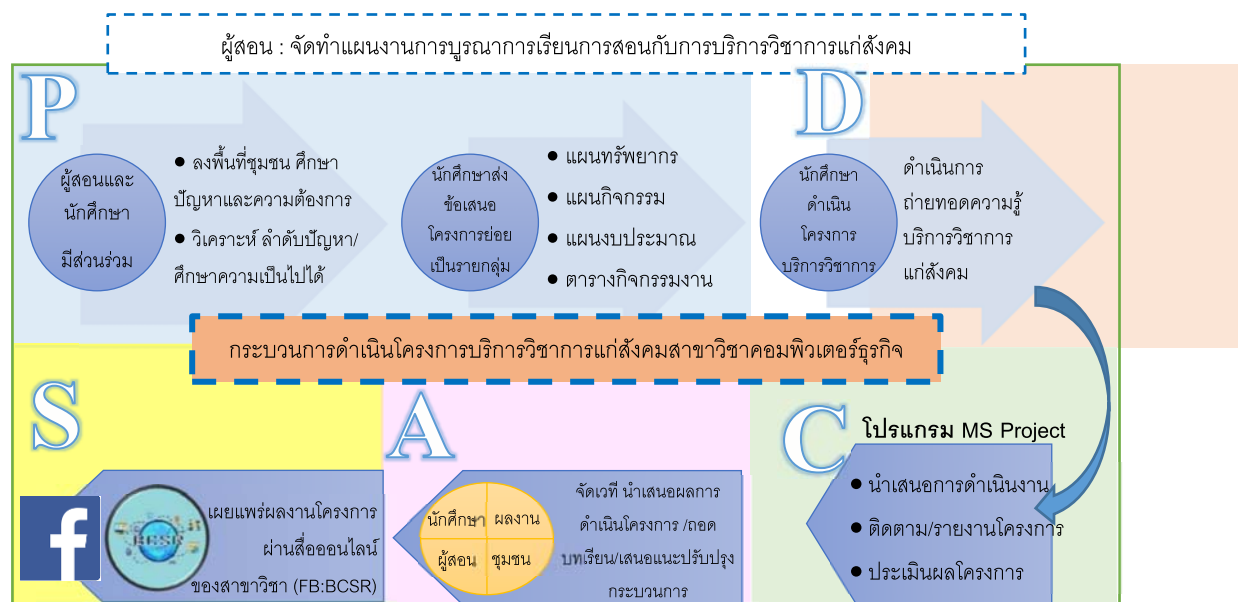 ผู้สอน : จัดทำแผนงานการบูรณาการเรียนการสอนกับการบริการวิชาการแก่สังคม
P
ผู้สอนและ
นักศึกษา
มีส่วนร่วม
● ลงพื้นที่ชุมชน ศึกษา
ปัญหาและความต้องการ
● วิเคราะห์ ลำดับปัญหา/
ศึกษาความเป็นไปได้
นักศึกษาส่ง
ข้อเสนอ
โครงการย่อย
เป็นรายกลุ่ม
● แผนทรัพยากร
● แผนกิจกรรม
● แผนงบประมาณ
● ตารางกิจกรรมงาน
D
นักศึกษา
ดำเนิน
โครงการ
บริการวิชาการ
ดำเนินการ
ถ่ายทอดความรู้
บริการวิชาการ
แก่สังคม
กระบวนการดำเนินโครงการบริการวิชาการแก่สังคมสาขาวิชาคอมพิวเตอร์ธุรกิจ
C
โปรแกรม MS Project
● นำเสนอการดำเนินงาน
● ติดตาม/รายงานโครงการ
● ประเมินผลโครงการ
A
นักศึกษา ผลงาน
ผู้สอน ชุมชน
จัดเวที นำเสนอผลการ
ดำเนินโครงการ /ถอด
บทเรียน/เสนอแนะปรับปรุง
กระบวนการ
S
f
BCSR
เผยแพร่ผลงานโครงการ
ผ่านสื่อออนไลน์
ของสาขาวิชา (FB:BCSR)